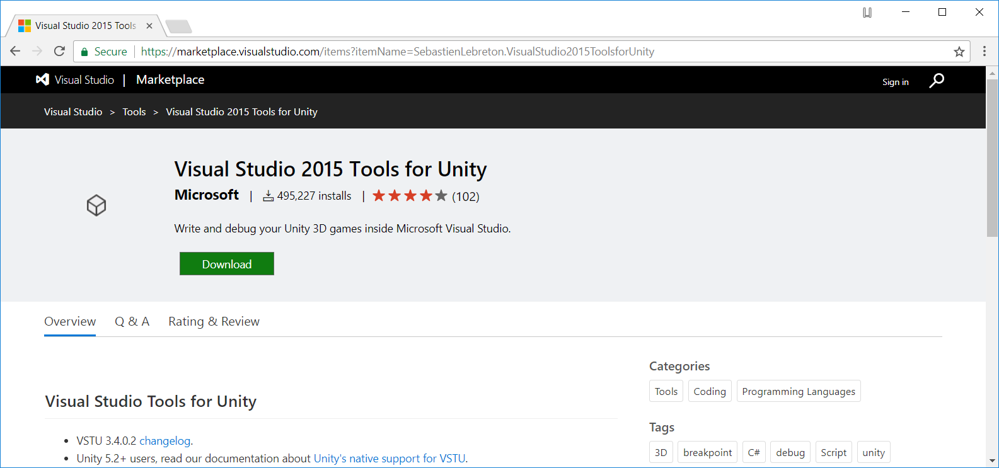 Visual Studio 2015 Tools
Secure | https://marketplace.visualstudio.com/items?itemName=SebastienLebreton.VisualStudio2015ToolsforUnity
Visual Studio | Marketplace
Sign in
Visual Studio > Tools > Visual Studio 2015 Tools for Unity
Visual Studio 2015 Tools for Unity
Microsoft | 495,227 installs | (102)
Write and debug your Unity 3D games inside Microsoft Visual Studio.
Download
Overview Q & A Rating & Review
Visual Studio Tools for Unity
• VSTU 3.4.0.2 changelog.
• Unity 5.2+ users, read our documentation about Unity's native support for VSTU.
Categories
Tools Coding Programming Languages
Tags
3D breakpoint C# debug Script unity